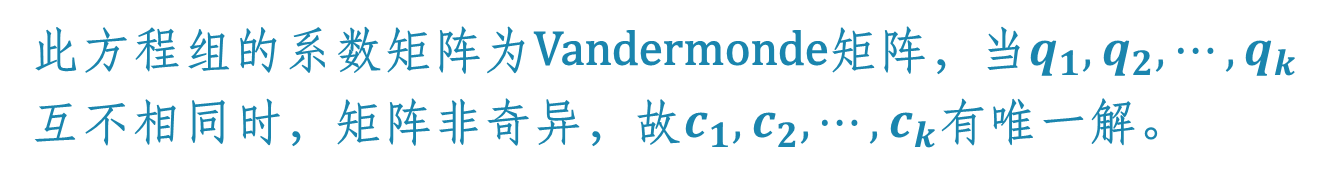 此方程组的系数矩阵为Vandermonde矩阵，当q₁,q₂,⋯,qₖ
互不相同时，矩阵非奇异，故c₁,c₂,⋯,cₖ有唯一解。